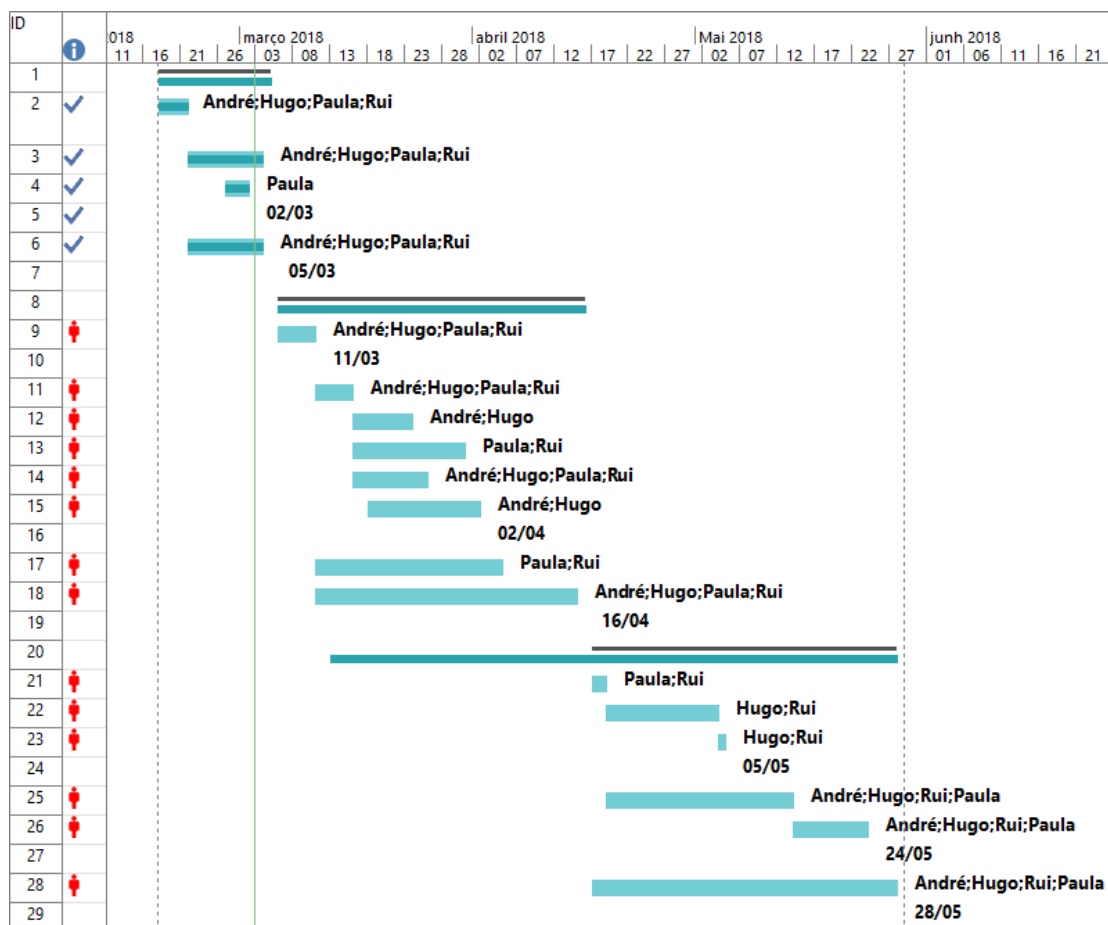 ID
2018 março 2018 abril 2018 Mai 2018 junh 2018
11 16 21 26 03 08 13 18 23 28 02 07 12 17 22 27 02 07 12 17 22 27 01 06 11 16 21
1
2 André;Hugo;Paula;Rui
3 André;Hugo;Paula;Rui
4 Paula
5 02/03
6 André;Hugo;Paula;Rui
7 05/03
8
9 André;Hugo;Paula;Rui
10 11/03
11 André;Hugo;Paula;Rui
12 André;Hugo
13 Paula;Rui
14 André;Hugo;Paula;Rui
15 André;Hugo
16 02/04
17 Paula;Rui
18 André;Hugo;Paula;Rui
19 16/04
20
21 Paula;Rui
22 Hugo;Rui
23 Hugo;Rui
24 05/05
25 André;Hugo;Rui;Paula
26 André;Hugo;Rui;Paula
27 24/05
28 André;Hugo;Rui;Paula
29 28/05